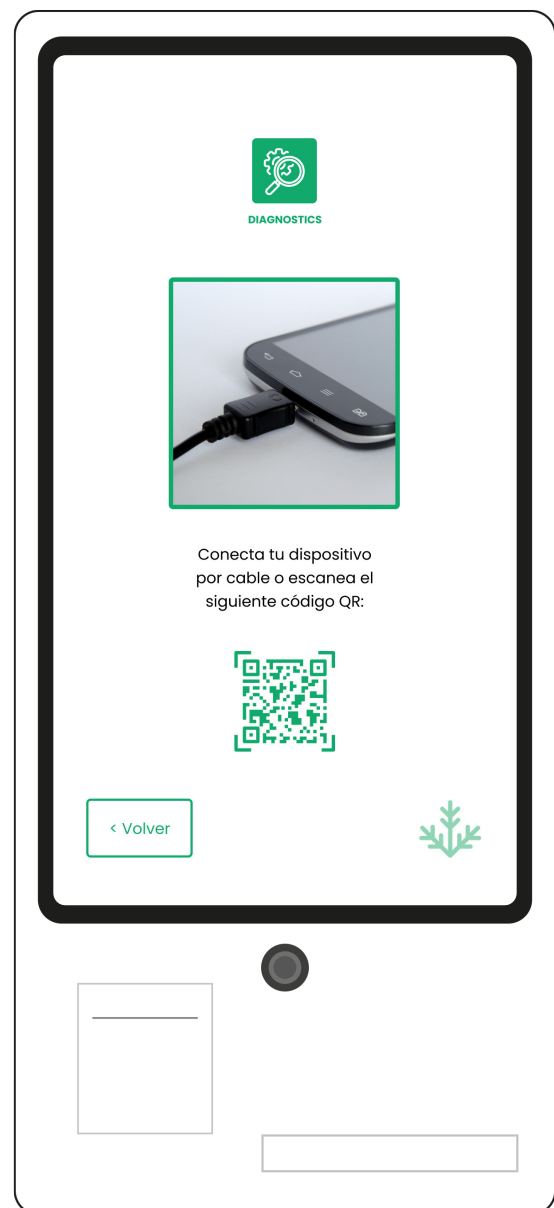 DIAGNOSTICS
Conecta tu dispositivo
por cable o escanea el
siguiente código QR:
< Volver